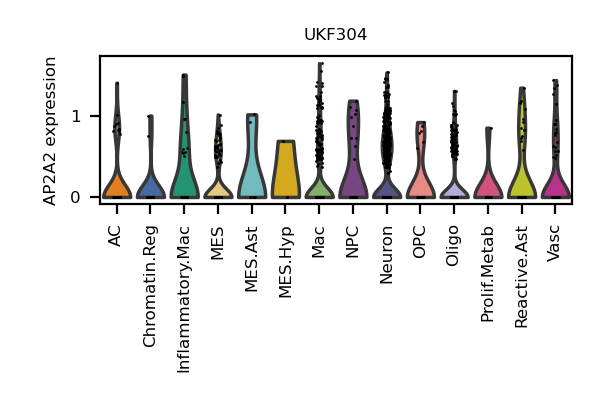 UKF304
AP2A2 expression
1
0
AC
Chromatin.Reg
Inflammatory.Mac
MES
MES.Ast
MES.Hyp
Mac
NPC
Neuron
OPC
Oligo
Prolif.Metab
Reactive.Ast
Vasc